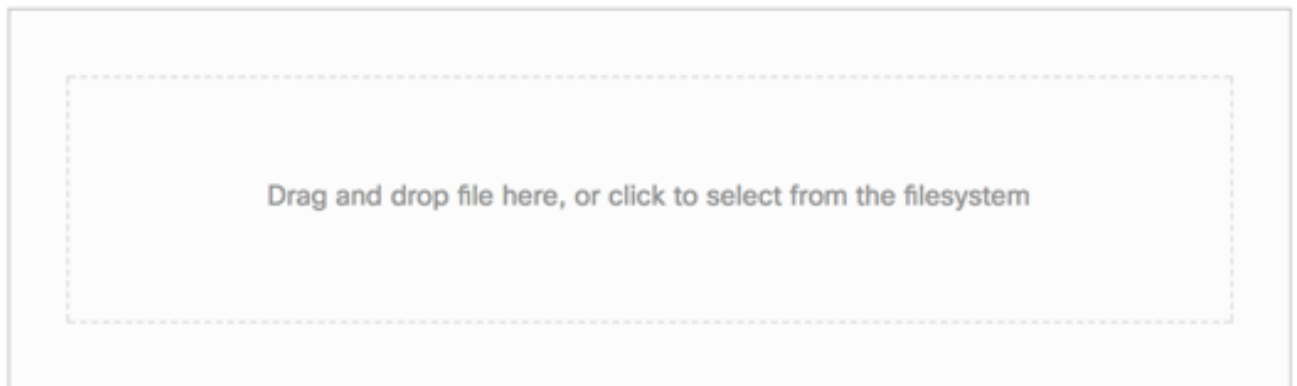 Drag and drop file here, or click to select from the filesystem